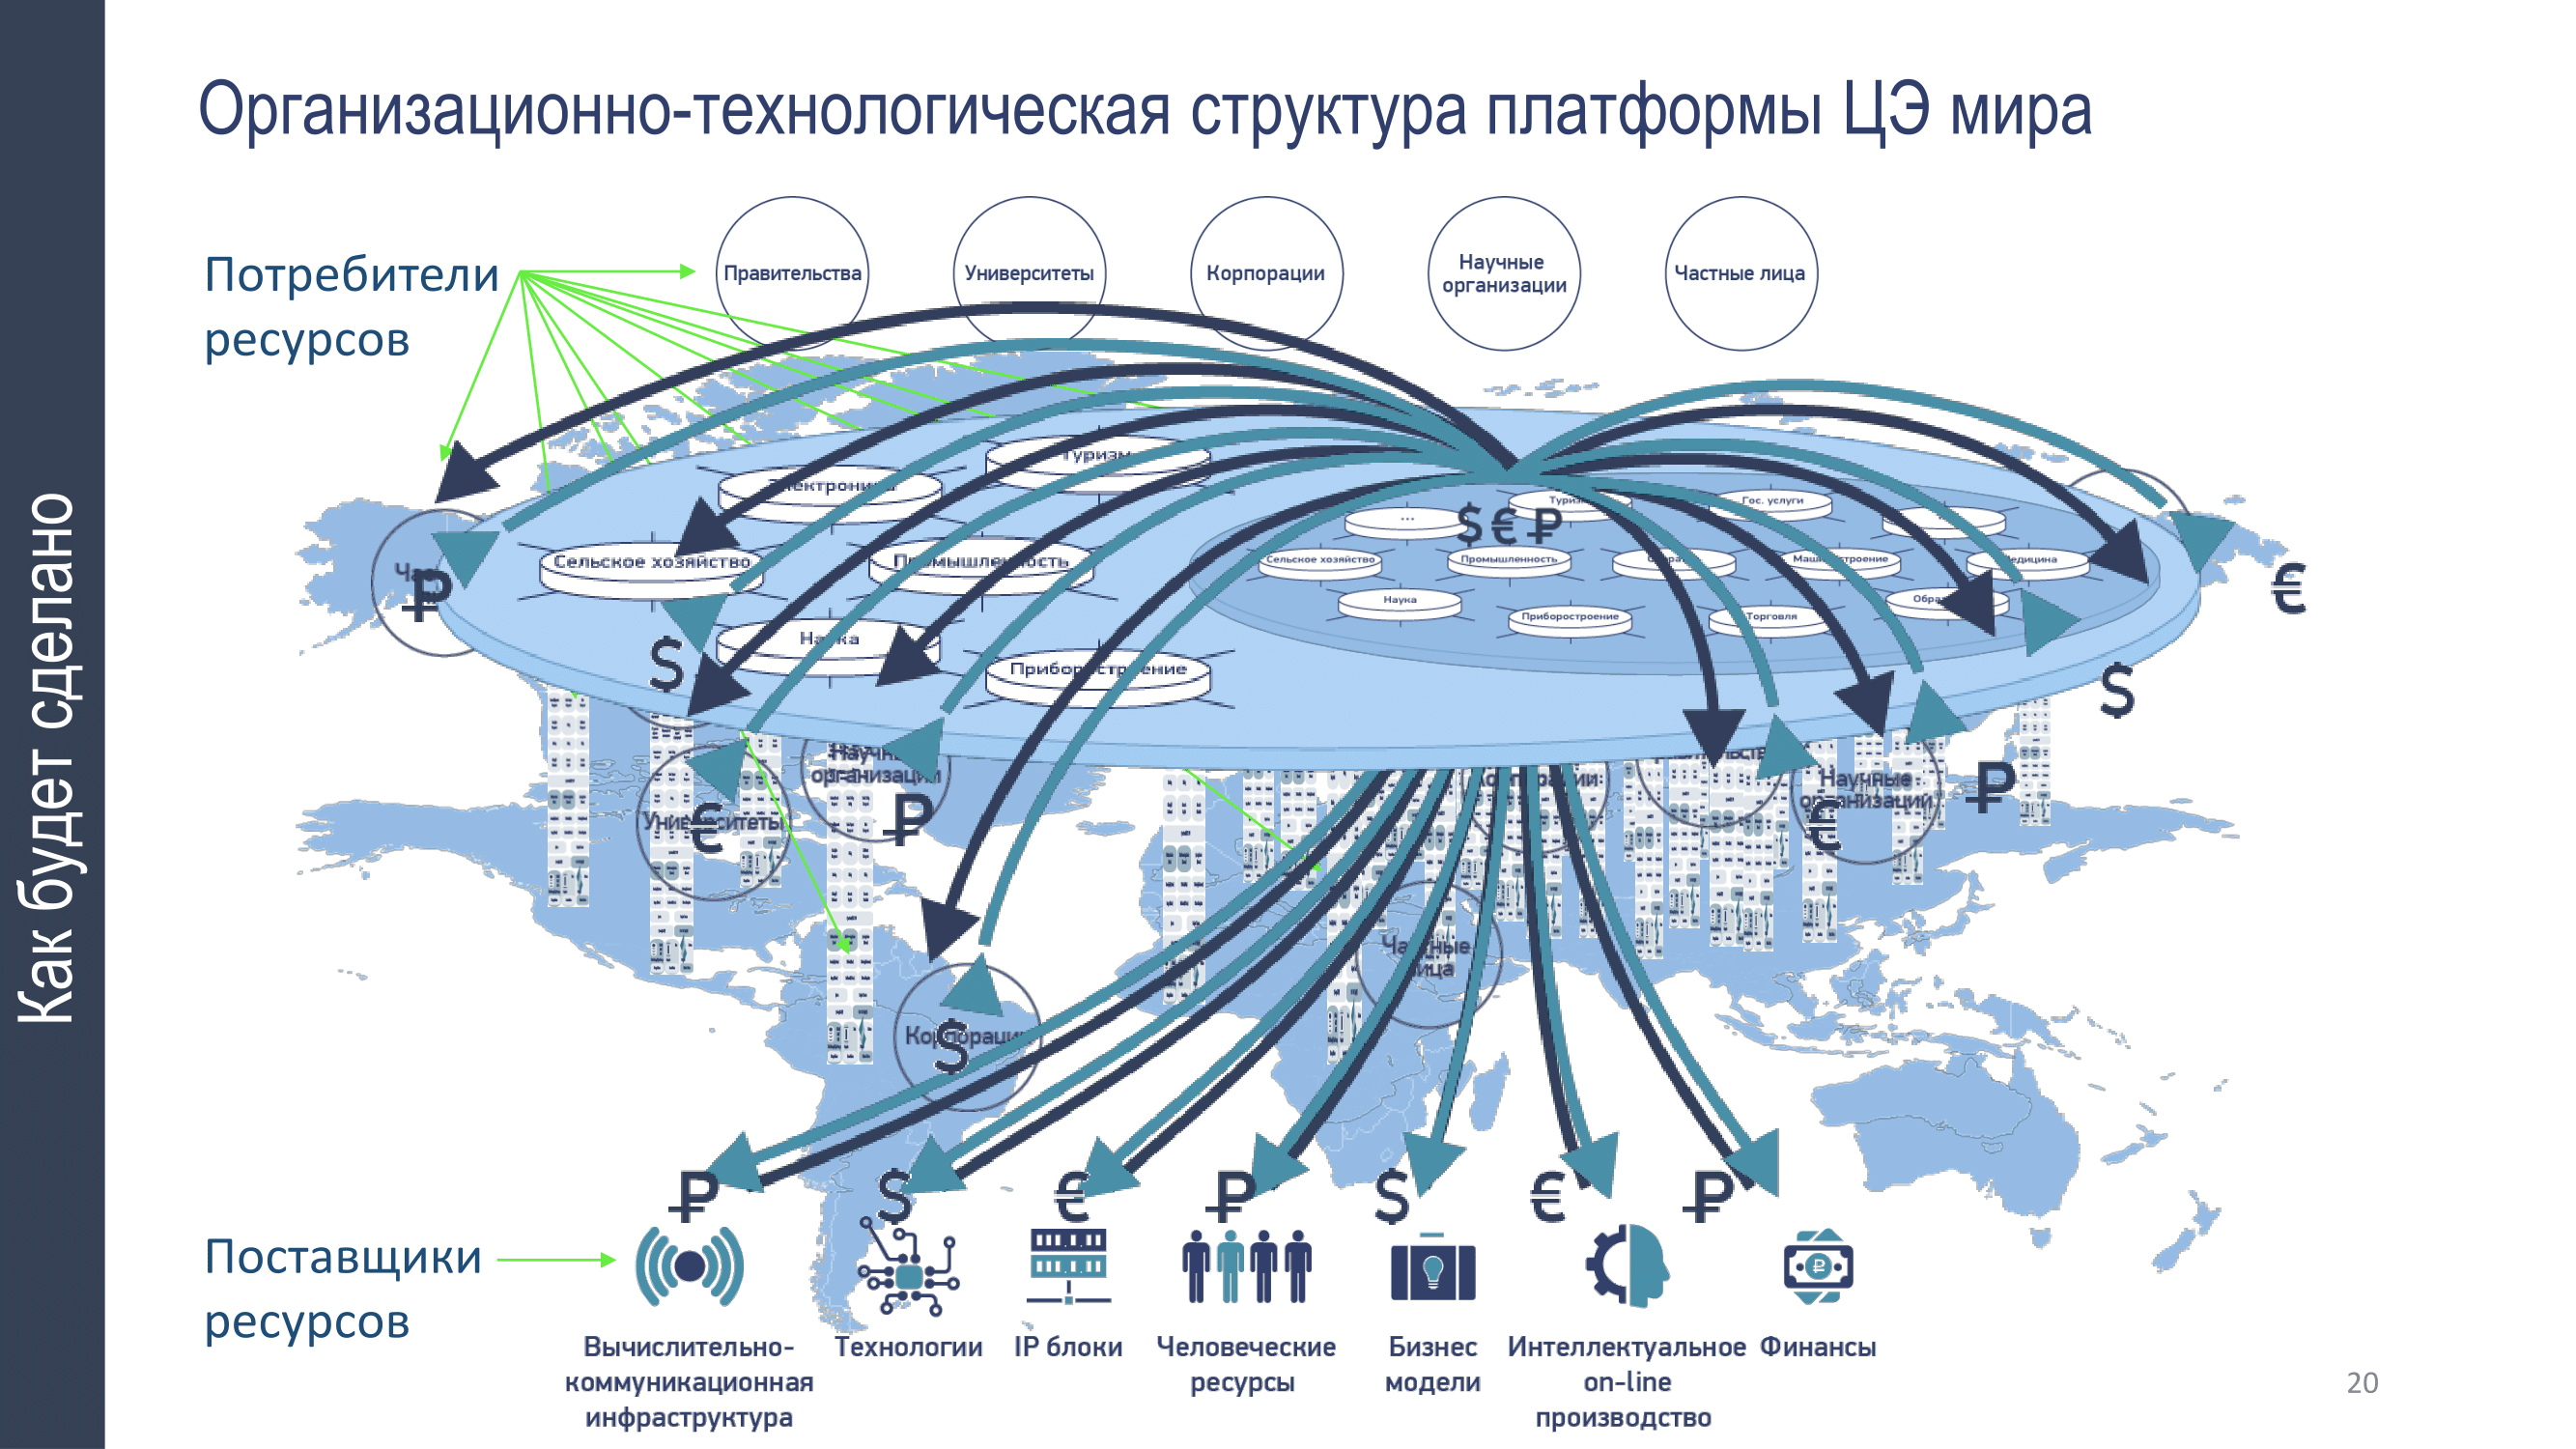 Как будет сделано
Организационно-технологическая структура платформы ЦЭ мира
Потребители
ресурсов
Правительства
Университеты
Корпорации
Научные
организации
Частные лица
Туризм
Электроника
Сельское хозяйство
Промышленность
Наука
Приборостроение
...
Туризм
Гос. услуги
$ € ₽
Сельское хозяйство
Промышленность
Машиностроение
Медицина
Наука
Приборостроение
Торговля
₽
€
$
$
Научные
организации
Научные
организации
₽
Университеты
€
₽
€
Частные
лица
Корпорации
$
₽
$
€
₽
$
€
₽
Поставщики
ресурсов
Вычислительно-
коммуникационная
инфраструктура
Технологии
IP блоки
Человеческие
ресурсы
Бизнес
модели
Интеллектуальное
on-line
производство
Финансы
20